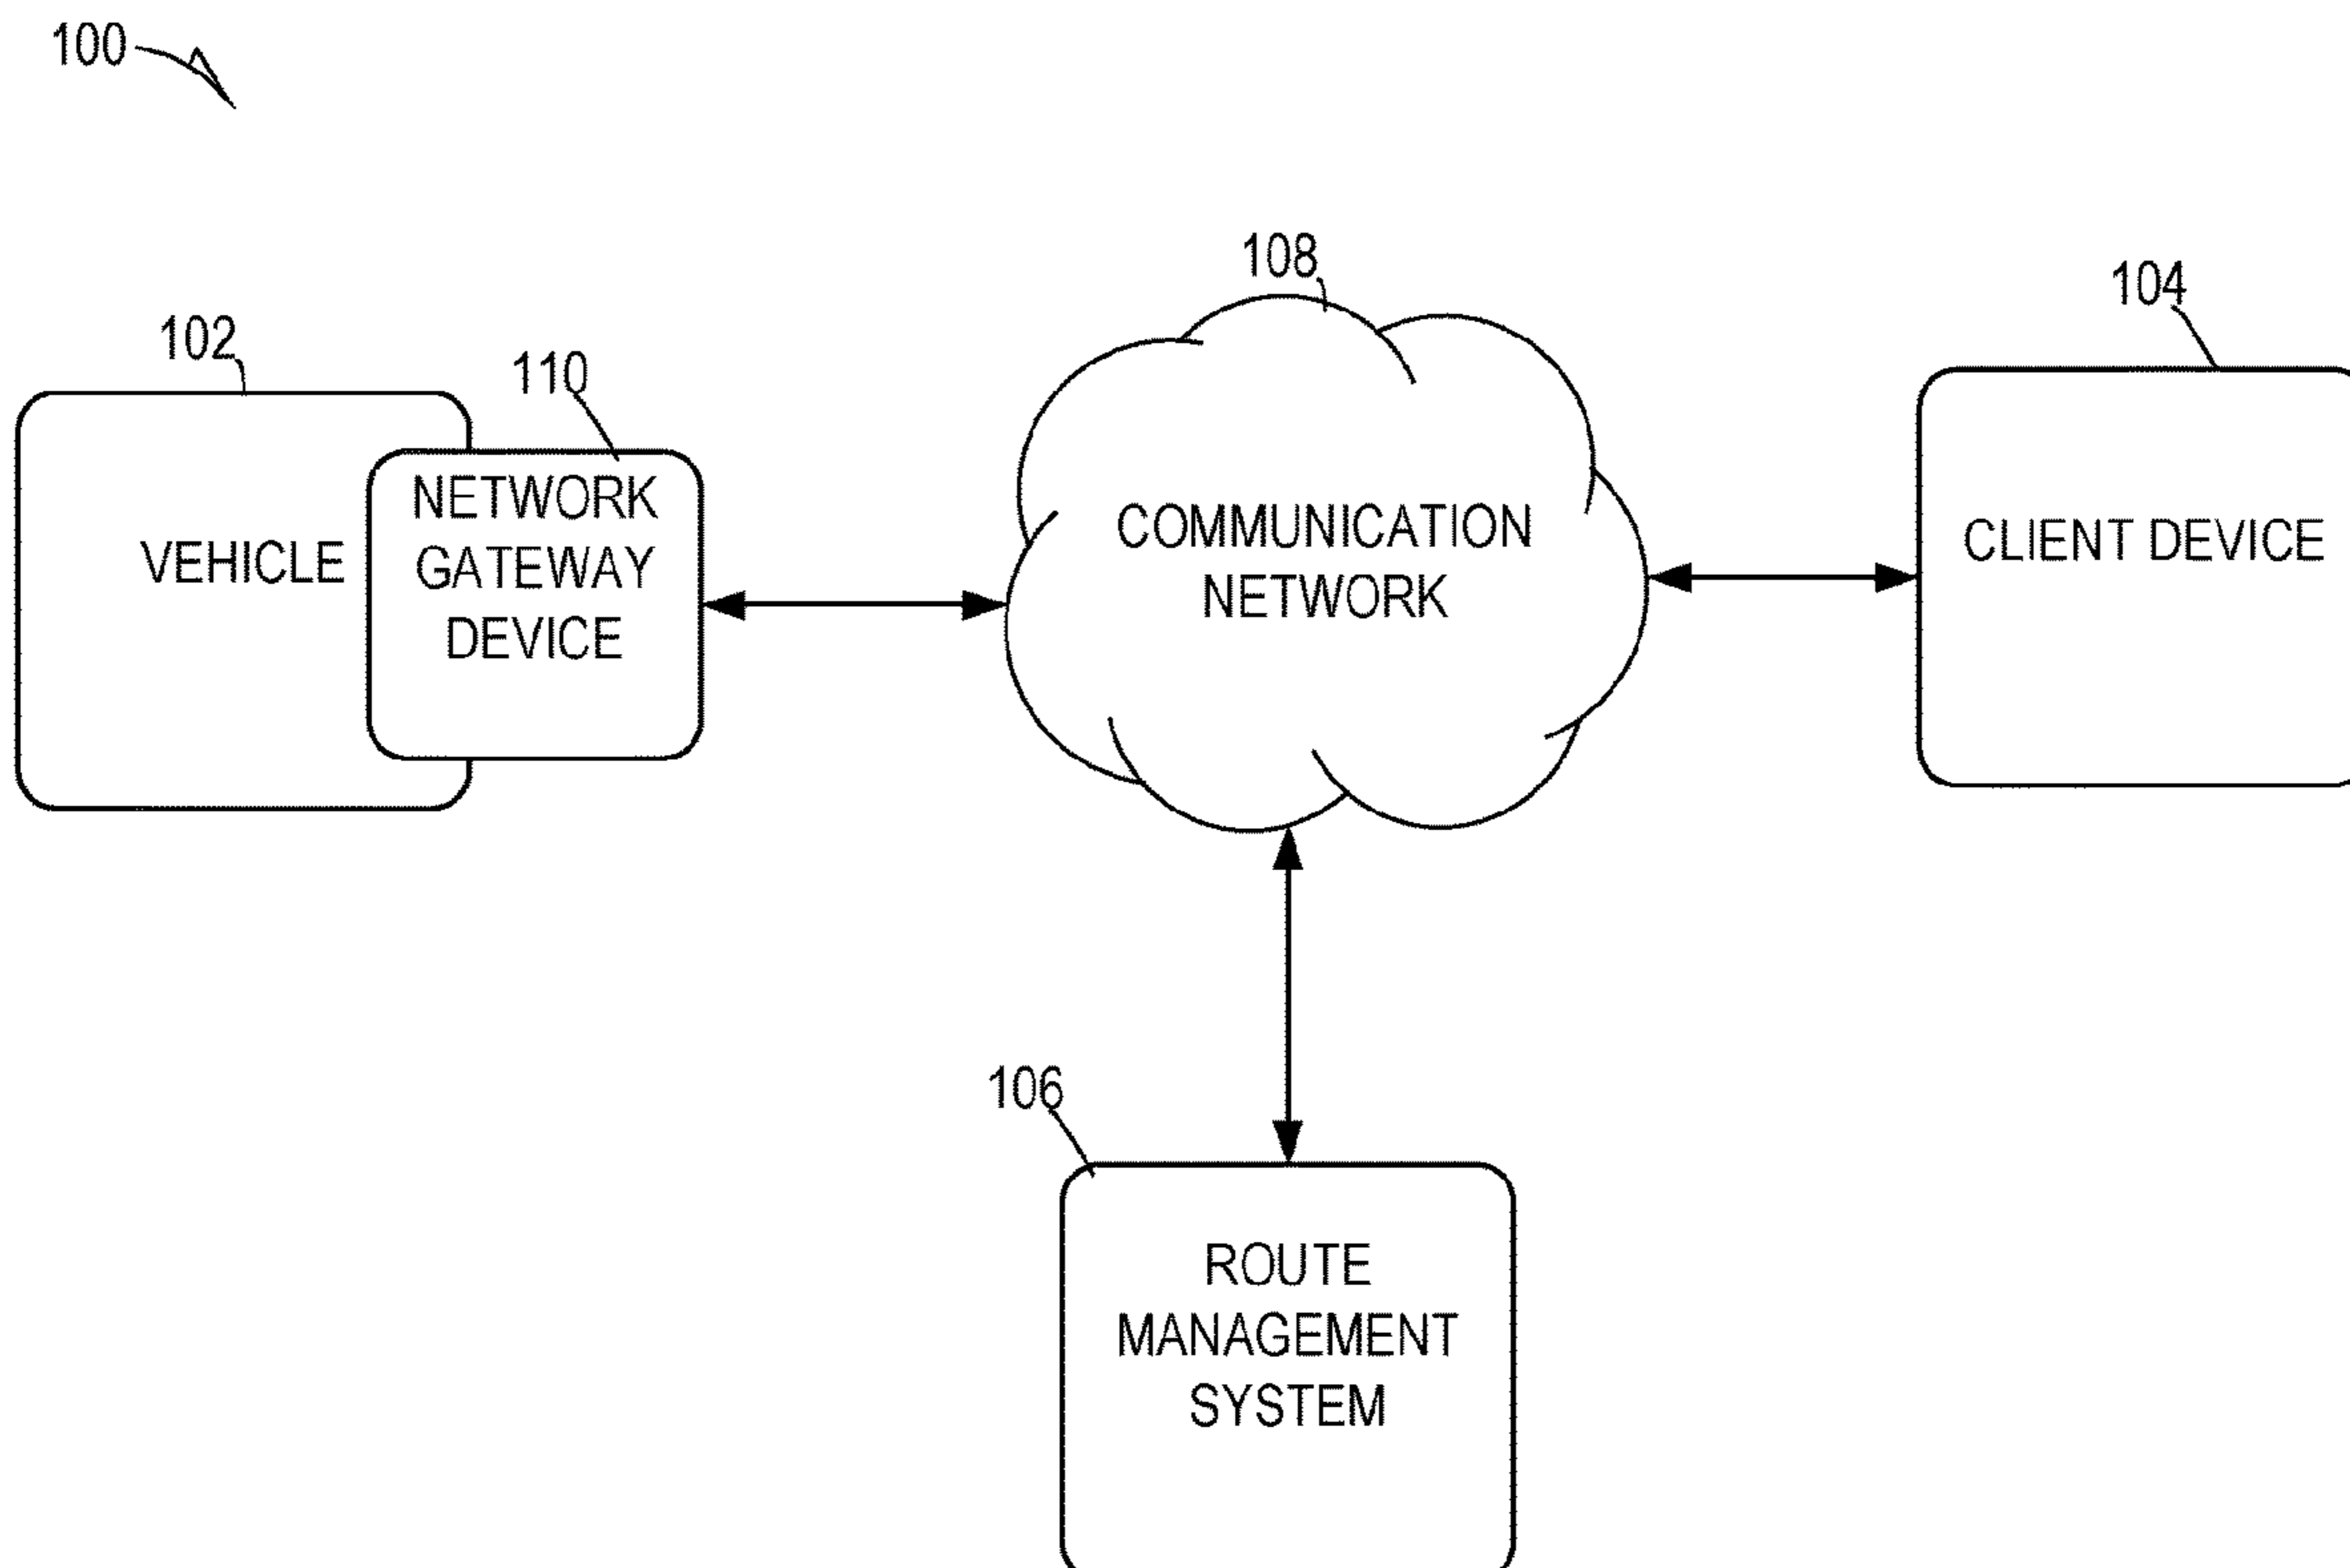 100
108
104
102
110
NETWORK
GATEWAY
DEVICE
VEHICLE
COMMUNICATION
NETWORK
CLIENT DEVICE
106
ROUTE
MANAGEMENT
SYSTEM